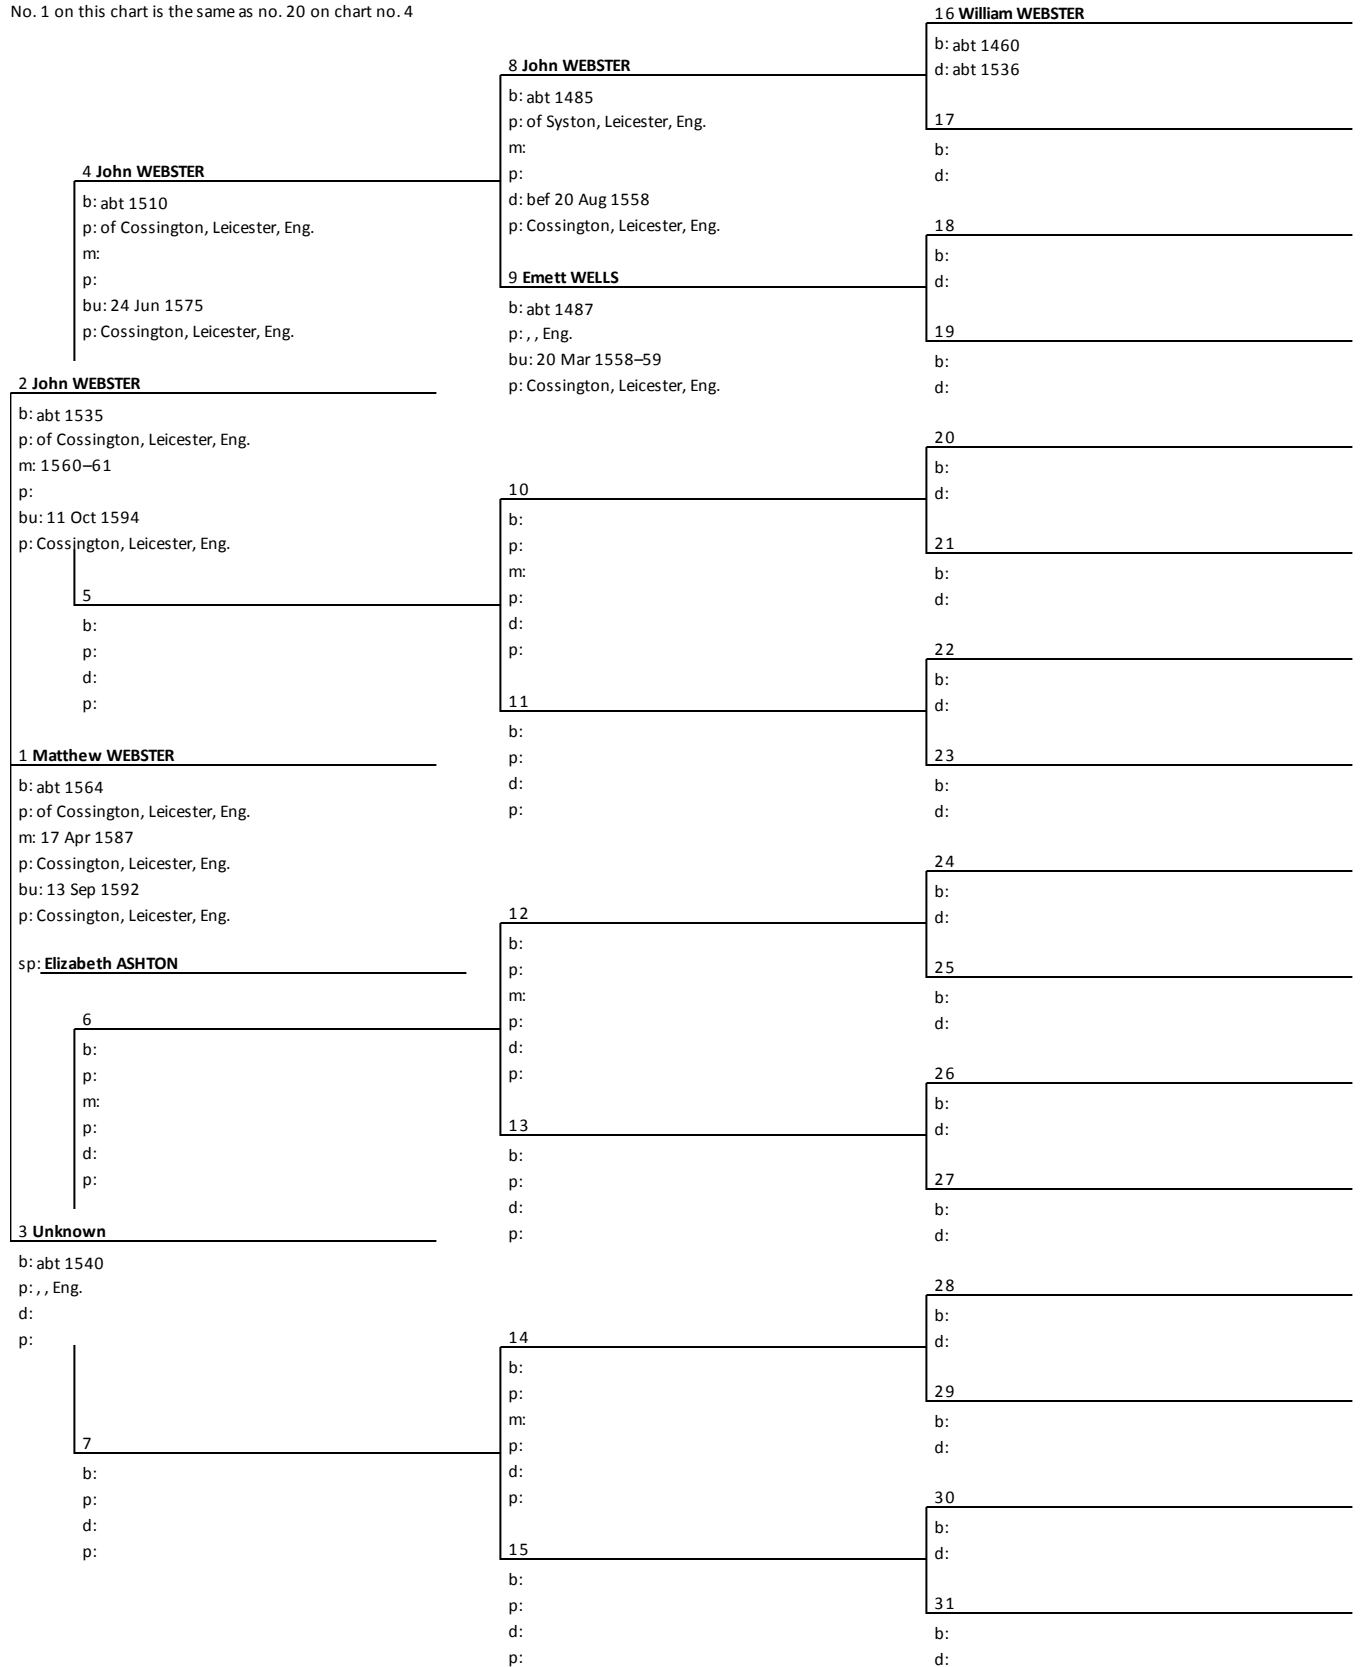 No. 1 on this chart is the same as no. 20 on chart no. 4
16 William WEBSTER
b: abt 1460
d: abt 1536
8 John WEBSTER
b: abt 1485
p: of Syston, Leicester, Eng.
m:
p:
d: bef 20 Aug 1558
p: Cossington, Leicester, Eng.
17
b:
d:
4 John WEBSTER
b: abt 1510
p: of Cossington, Leicester, Eng.
m:
p:
bu: 24 Jun 1575
p: Cossington, Leicester, Eng.
18
b:
d:
9 Emett WELLS
b: abt 1487
p: , , Eng.
bu: 20 Mar 1558–59
p: Cossington, Leicester, Eng.
19
b:
d:
2 John WEBSTER
b: abt 1535
p: of Cossington, Leicester, Eng.
m: 1560–61
p:
bu: 11 Oct 1594
p: Cossington, Leicester, Eng.
20
b:
d:
10
b:
p:
m:
p:
d:
p:
21
b:
d:
5
b:
p:
d:
p:
22
b:
d:
11
b:
p:
d:
p:
23
b:
d:
1 Matthew WEBSTER
b: abt 1564
p: of Cossington, Leicester, Eng.
m: 17 Apr 1587
p: Cossington, Leicester, Eng.
bu: 13 Sep 1592
p: Cossington, Leicester, Eng.
sp: Elizabeth ASHTON
24
b:
d:
12
b:
p:
m:
p:
d:
p:
25
b:
d:
6
b:
p:
m:
p:
d:
p:
26
b:
d:
13
b:
p:
d:
p:
27
b:
d:
3 Unknown
b: abt 1540
p: , , Eng.
d:
p:
28
b:
d:
14
b:
p:
m:
p:
d:
p:
29
b:
d:
7
b:
p:
d:
p:
30
b:
d:
15
b:
p:
d:
p:
31
b:
d: